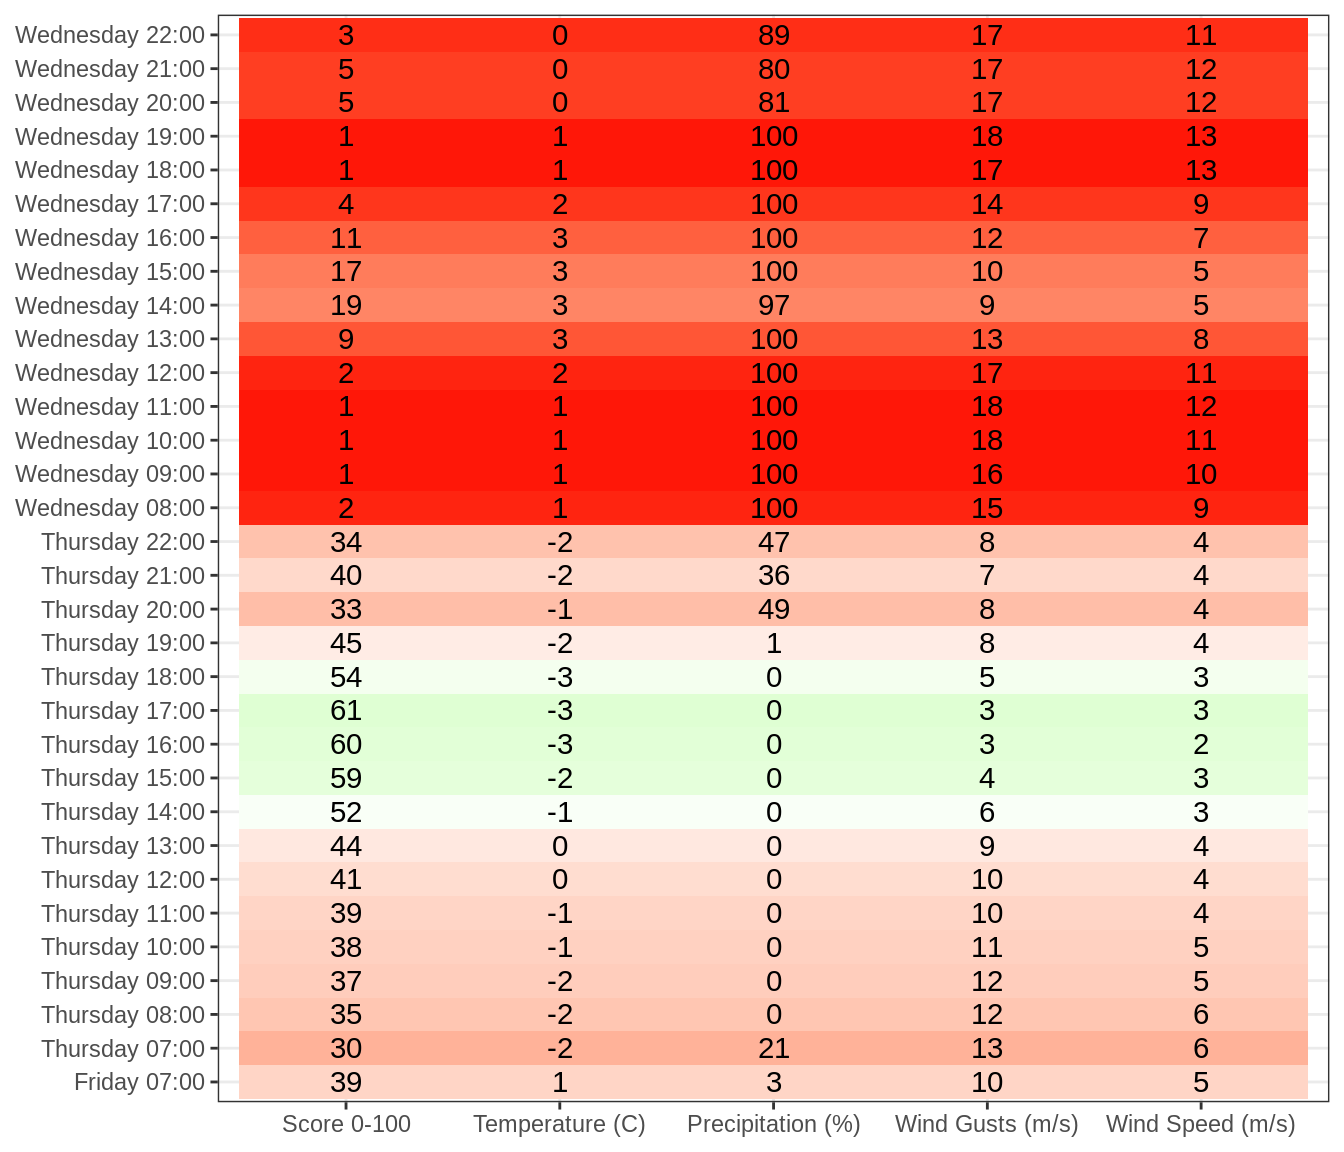 Wednesday 22:00 3 0 89 17 11
Wednesday 21:00 5 0 80 17 12
Wednesday 20:00 5 0 81 17 12
Wednesday 19:00 1 1 100 18 13
Wednesday 18:00 1 1 100 17 13
Wednesday 17:00 4 2 100 14 9
Wednesday 16:00 11 3 100 12 7
Wednesday 15:00 17 3 100 10 5
Wednesday 14:00 19 3 97 9 5
Wednesday 13:00 9 3 100 13 8
Wednesday 12:00 2 2 100 17 11
Wednesday 11:00 1 1 100 18 12
Wednesday 10:00 1 1 100 18 11
Wednesday 09:00 1 1 100 16 10
Wednesday 08:00 2 1 100 15 9
Thursday 22:00 34 -2 47 8 4
Thursday 21:00 40 -2 36 7 4
Thursday 20:00 33 -1 49 8 4
Thursday 19:00 45 -2 1 8 4
Thursday 18:00 54 -3 0 5 3
Thursday 17:00 61 -3 0 3 3
Thursday 16:00 60 -3 0 3 2
Thursday 15:00 59 -2 0 4 3
Thursday 14:00 52 -1 0 6 3
Thursday 13:00 44 0 0 9 4
Thursday 12:00 41 0 0 10 4
Thursday 11:00 39 -1 0 10 4
Thursday 10:00 38 -1 0 11 5
Thursday 09:00 37 -2 0 12 5
Thursday 08:00 35 -2 0 12 6
Thursday 07:00 30 -2 21 13 6
Friday 07:00 39 1 3 10 5
Score 0-100 Temperature (C) Precipitation (%) Wind Gusts (m/s) Wind Speed (m/s)